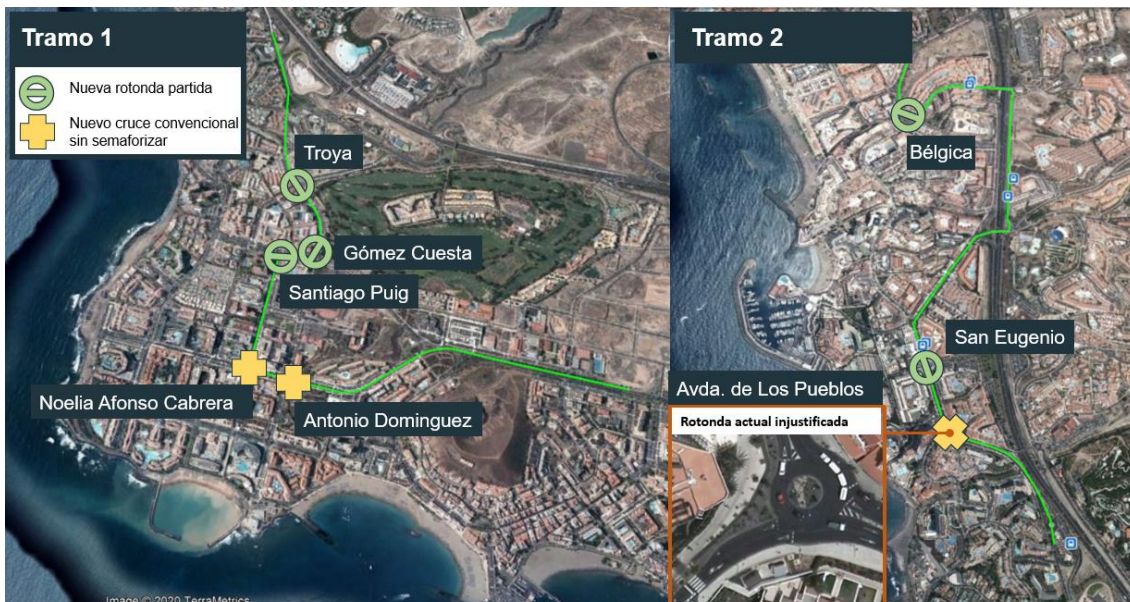 Tramo 1
Nueva rotonda partida
Nuevo cruce convencional
sin semaforizar
Troya
Gómez Cuesta
Santiago Puig
Noelia Afonso Cabrera
Antonio Dominguez
Image © 2020 TerraMetrics
Tramo 2
Bélgica
San Eugenio
Avda. de Los Pueblos
Rotonda actual injustificada